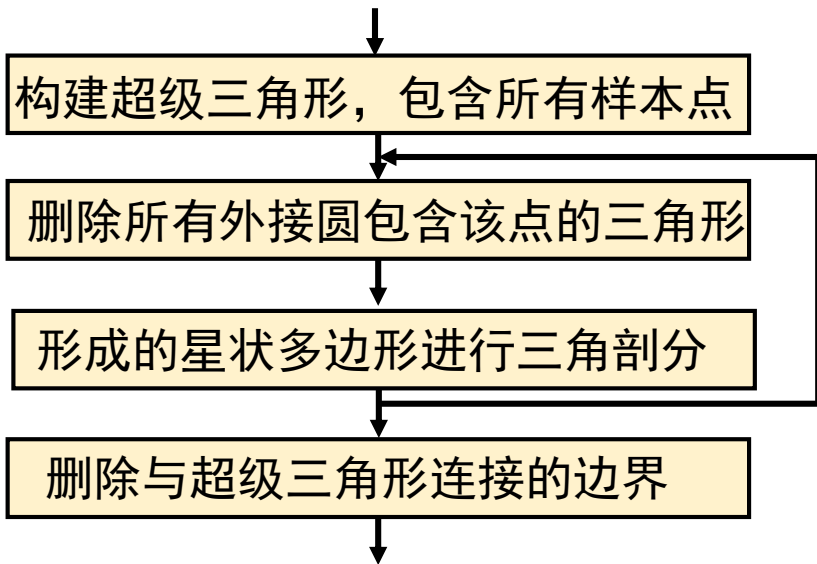 构建超级三角形，包含所有样本点
删除所有外接圆包含该点的三角形
形成的星状多边形进行三角剖分
删除与超级三角形连接的边界